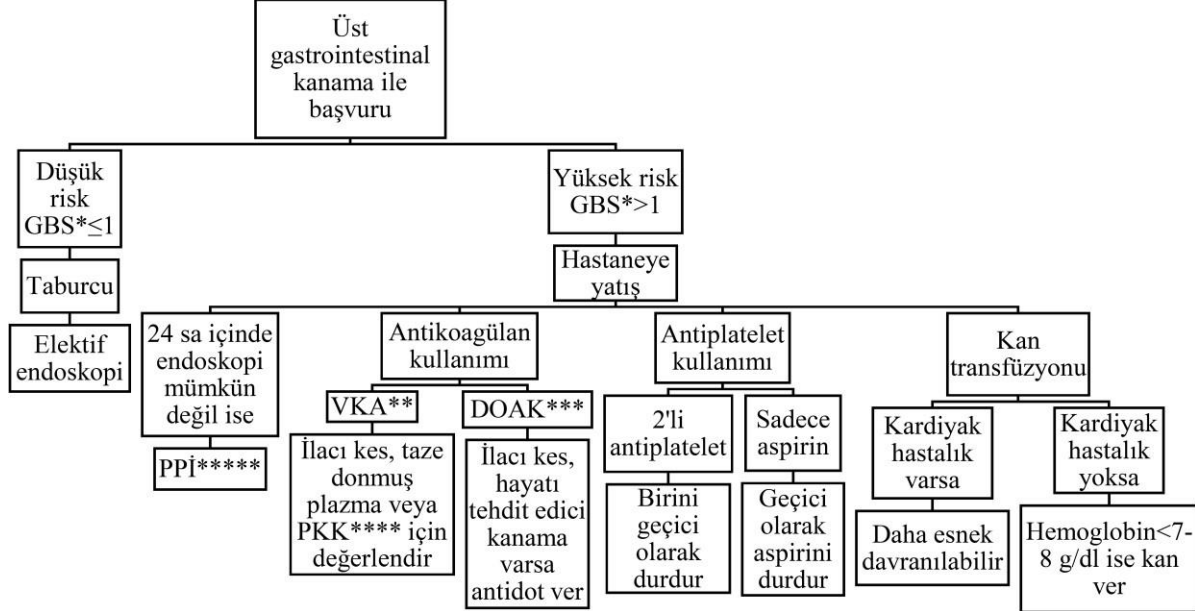 Üst
gastrointestinal
kanama ile
başvuru
Düşük
risk
GBS*≤1
Yüksek risk
GBS*>1
Taburcu
Hastaneye
yatış
Elektif
endoskopi
24 sa içinde
endoskopi
mümkün
değil ise
PPİ*****
Antikoagülan
kullanımı
VKA**
İlacı kes, taze
donmuş
plazma veya
PKK**** için
değerlendir
DOAK***
İlacı kes,
hayatı
tehdit edici
kanama
varsa
antidot ver
Antiplatelet
kullanımı
2'li
antiplatelet
Birini
geçici
olarak
durdur
Sadece
aspirin
Geçici
olarak
aspirini
durdur
Kan
transfüzyonu
Kardiyak
hastalık
varsa
Daha esnek
davranılabilir
Kardiyak
hastalık
yoksa
Hemoglobin<7-
8 g/dl ise kan
ver